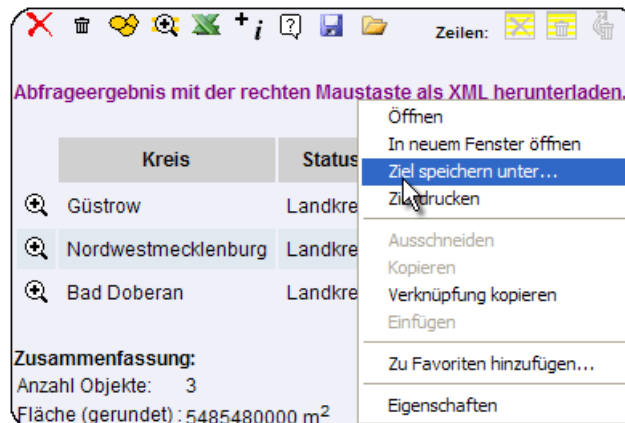 Zeilen:
Abfrageergebnis mit der rechten Maustaste als XML herunterladen.
Kreis Status
Güstrow Landkre
Nordwestmecklenburg Landkre
Bad Doberan Landkre
Zusammenfassung:
Anzahl Objekte: 3
Fläche (gerundet) : 5485480000 m²
Öffnen
In neuem Fenster öffnen
Ziel speichern unter...
Ziel drucken
Ausschneiden
Kopieren
Verknüpfung kopieren
Einfügen
Zu Favoriten hinzufügen...
Eigenschaften